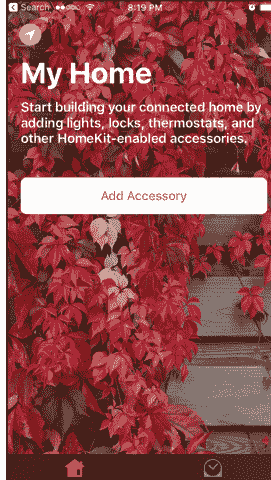 Search 8:19 PM
My Home
Start building your connected home by
adding lights, locks, thermostats, and
other HomeKit-enabled accessories.
Add Accessory